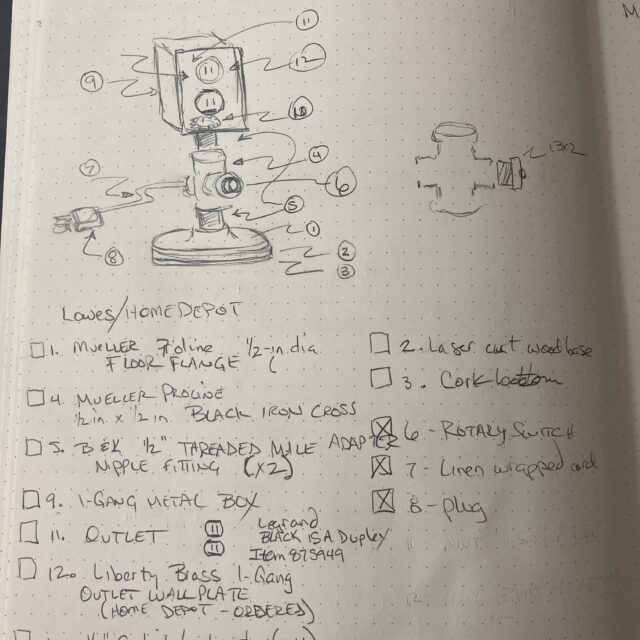 M
11
9
12
10
7
4
6
5
1
8
2
3
13x2
LOWES/HOMEDEPOT
1. MUELLER Proline 1/2-in dia
FLOOR FLANGE
4 MUELLER PROLINE
1/2 in x 1/2 in BLACK IRON CROSS
5. B&K 1/2" THREADED MALE ADAPTER
NIPPLE FITTING (x2)
9. 1-GANG METAL BOX
11. OUTLET
Legrand
BLACK 15A Duplex
Item 875949
12. Liberty Brass 1-Gang
OUTLET WALLPLATE
(HOME DEPOT - ORDERED)
2. Laser cut wood base
3. Cork bottom
6 - ROTARY SWITCH
7 - Linen wrapped cord
8 - plug